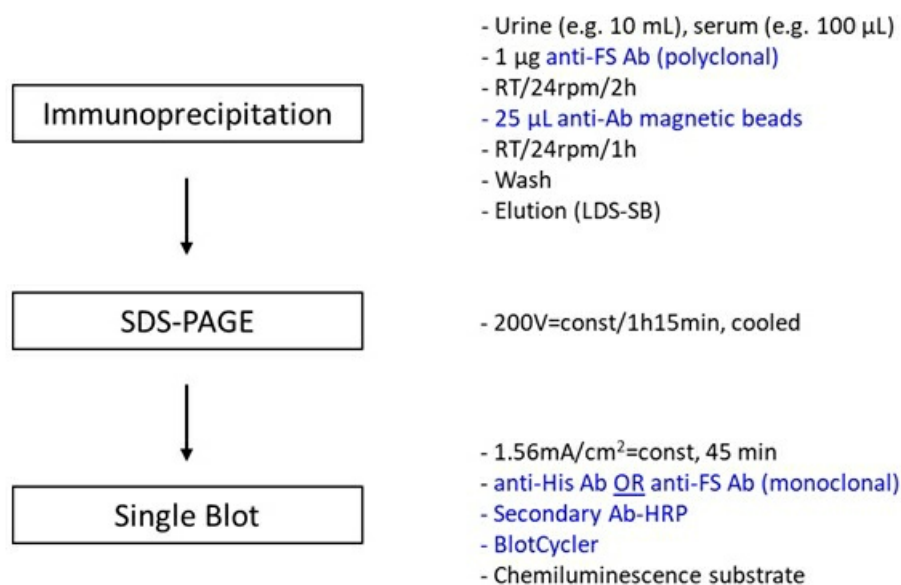 Immunoprecipitation
- Urine (e.g. 10 mL), serum (e.g. 100 µL)
- 1 µg anti-FS Ab (polyclonal)
- RT/24rpm/2h
- 25 µL anti-Ab magnetic beads
- RT/24rpm/1h
- Wash
- Elution (LDS-SB)
SDS-PAGE
- 200V=const/1h15min, cooled
Single Blot
- 1.56mA/cm²=const, 45 min
- anti-His Ab OR anti-FS Ab (monoclonal)
- Secondary Ab-HRP
- BlotCycler
- Chemiluminescence substrate